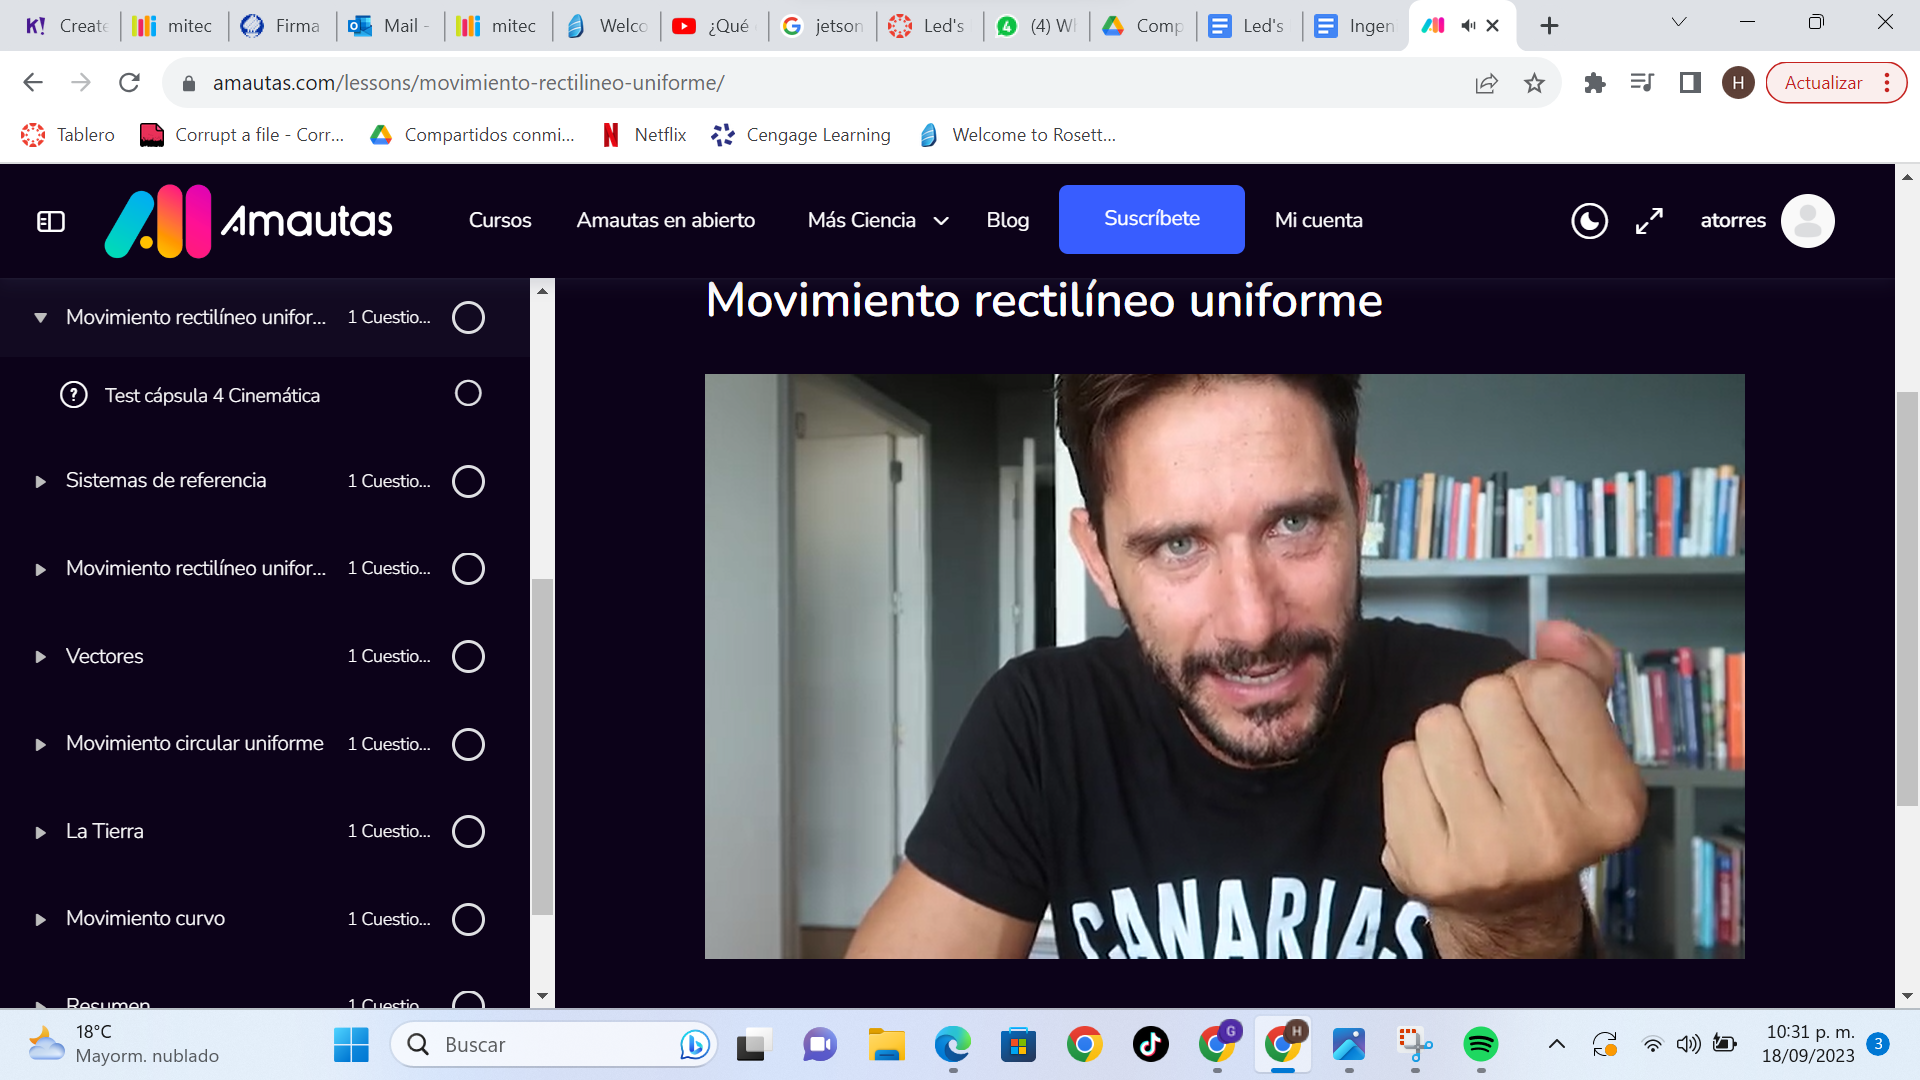 Create
mitec
Firma
Mail -
mitec
Welco
¿Qué
jetson
Led's
(4) Wh
Comp
Led's
Ingen
amautas.com/lessons/movimiento-rectilineo-uniforme/
H
Actualizar
Tablero
Corrupt a file - Corr...
Compartidos conmi...
Netflix
Cengage Learning
Welcome to Rosett...
Amautas
Cursos
Amautas en abierto
Más Ciencia
Blog
Suscríbete
Mi cuenta
atorres
Movimiento rectilíneo unifor... 1 Cuestio...
Test cápsula 4 Cinemática
Sistemas de referencia 1 Cuestio...
Movimiento rectilíneo unifor... 1 Cuestio...
Vectores 1 Cuestio...
Movimiento circular uniforme 1 Cuestio...
La Tierra 1 Cuestio...
Movimiento curvo 1 Cuestio...
Resumen 1 Cuestio
Movimiento rectilíneo uniforme
CANARIAS
18°C
Mayorm. nublado
Buscar
G
H
10:31 p. m.
18/09/2023
3